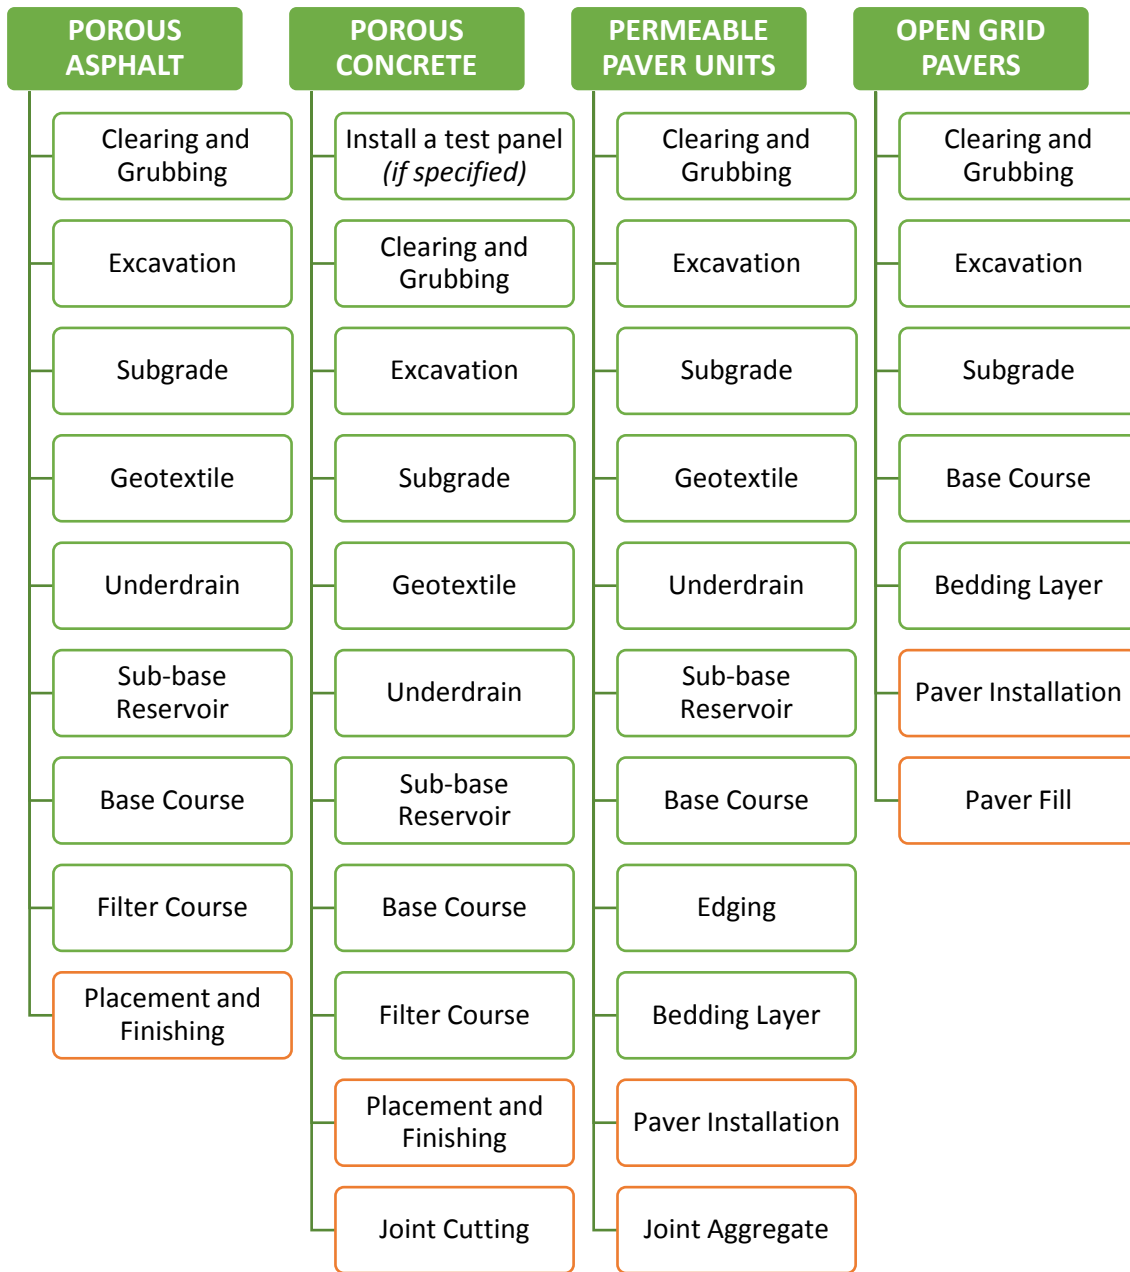 POROUS
ASPHALT
Clearing and
Grubbing
Excavation
Subgrade
Geotextile
Underdrain
Sub-base
Reservoir
Base Course
Filter Course
Placement and
Finishing
POROUS
CONCRETE
Install a test panel
(if specified)
Clearing and
Grubbing
Excavation
Subgrade
Geotextile
Underdrain
Sub-base
Reservoir
Base Course
Filter Course
Placement and
Finishing
Joint Cutting
PERMEABLE
PAVER UNITS
Clearing and
Grubbing
Excavation
Subgrade
Geotextile
Underdrain
Sub-base
Reservoir
Base Course
Edging
Bedding Layer
Paver Installation
Joint Aggregate
OPEN GRID
PAVERS
Clearing and
Grubbing
Excavation
Subgrade
Base Course
Bedding Layer
Paver Installation
Paver Fill